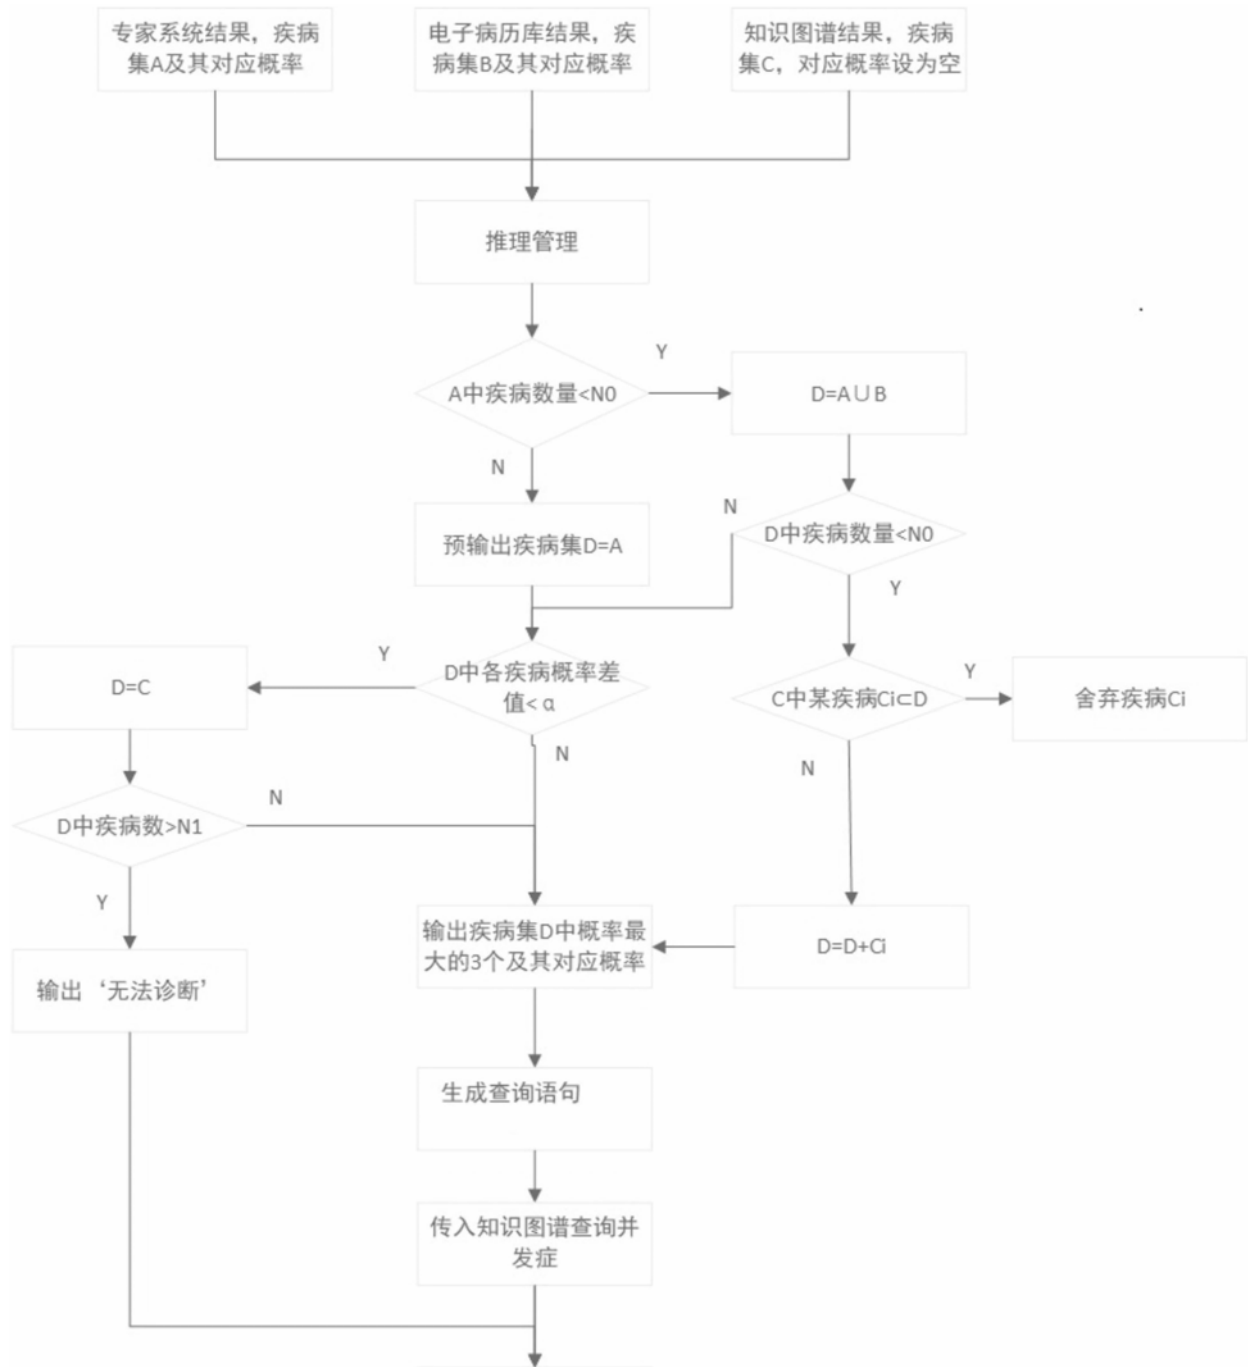 专家系统结果，疾病
集A及其对应概率
电子病历库结果，疾
病集B及其对应概率
知识图谱结果，疾病
集C，对应概率设为空
推理管理
A中疾病数量<N0
Y
D=A∪B
N
预输出疾病集D=A
N
D中疾病数量<N0
Y
D中各疾病概率差
值<α
Y
D=C
N
C中某疾病Ci⊂D
Y
舍弃疾病Ci
N
D中疾病数>N1
N
Y
输出‘无法诊断’
输出疾病集D中概率最
大的3个及其对应概率
D=D+Ci
生成查询语句
传入知识图谱查询并
发症